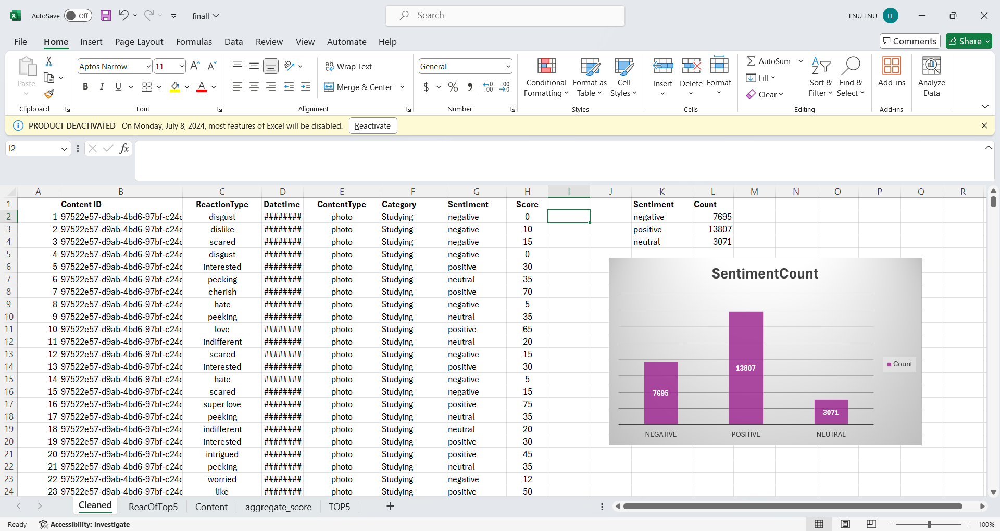 AutoSave Off finall Search FNU LNU FL
File Home Insert Page Layout Formulas Data Review View Automate Help Comments Share
Paste
Clipboard
Aptos Narrow 11 A A
B I U A
Font
Wrap Text
Merge & Center
Alignment
General
$ % , .00
Number
Conditional Formatting
Format as Table
Cell Styles
Styles
Insert Delete Format
Cells
AutoSum
Fill
Clear
Sort & Filter
Find & Select
Editing
Add-ins
Add-ins
Analyze Data
PRODUCT DEACTIVATED On Monday, July 8, 2024, most features of Excel will be disabled. Reactivate
I2 fx
A B C D E F G H I J K L M N O P Q R
1 Content ID ReactionType Datetime ContentType Category Sentiment Score Sentiment Count
2 1 97522e57-d9ab-4bd6-97bf-c24c disgust ######## photo Studying negative 0 negative 7695
3 2 97522e57-d9ab-4bd6-97bf-c24c dislike ######## photo Studying negative 10 positive 13807
4 3 97522e57-d9ab-4bd6-97bf-c24c scared ######## photo Studying negative 15 neutral 3071
5 4 97522e57-d9ab-4bd6-97bf-c24c disgust ######## photo Studying negative 0
6 5 97522e57-d9ab-4bd6-97bf-c24c interested ######## photo Studying positive 30
7 6 97522e57-d9ab-4bd6-97bf-c24c peeking ######## photo Studying neutral 35
8 7 97522e57-d9ab-4bd6-97bf-c24c cherish ######## photo Studying positive 70
9 8 97522e57-d9ab-4bd6-97bf-c24c hate ######## photo Studying negative 5
10 9 97522e57-d9ab-4bd6-97bf-c24c peeking ######## photo Studying neutral 35
11 10 97522e57-d9ab-4bd6-97bf-c24c love ######## photo Studying positive 65
12 11 97522e57-d9ab-4bd6-97bf-c24c indifferent ######## photo Studying neutral 20
13 12 97522e57-d9ab-4bd6-97bf-c24c scared ######## photo Studying negative 15
14 13 97522e57-d9ab-4bd6-97bf-c24c interested ######## photo Studying positive 30
15 14 97522e57-d9ab-4bd6-97bf-c24c hate ######## photo Studying negative 5
16 15 97522e57-d9ab-4bd6-97bf-c24c scared ######## photo Studying negative 15
17 16 97522e57-d9ab-4bd6-97bf-c24c super love ######## photo Studying positive 75
18 17 97522e57-d9ab-4bd6-97bf-c24c peeking ######## photo Studying neutral 35
19 18 97522e57-d9ab-4bd6-97bf-c24c indifferent ######## photo Studying neutral 20
20 19 97522e57-d9ab-4bd6-97bf-c24c interested ######## photo Studying positive 30
21 20 97522e57-d9ab-4bd6-97bf-c24c intrigued ######## photo Studying positive 45
22 21 97522e57-d9ab-4bd6-97bf-c24c peeking ######## photo Studying neutral 35
23 22 97522e57-d9ab-4bd6-97bf-c24c worried ######## photo Studying negative 12
24 23 97522e57-d9ab-4bd6-97bf-c24c like ######## photo Studying positive 50
SentimentCount
13807
7695
3071
NEGATIVE POSITIVE NEUTRAL
Count
Cleaned ReacOfTop5 Content aggregate_score TOP5
Ready Accessibility: Investigate 100%